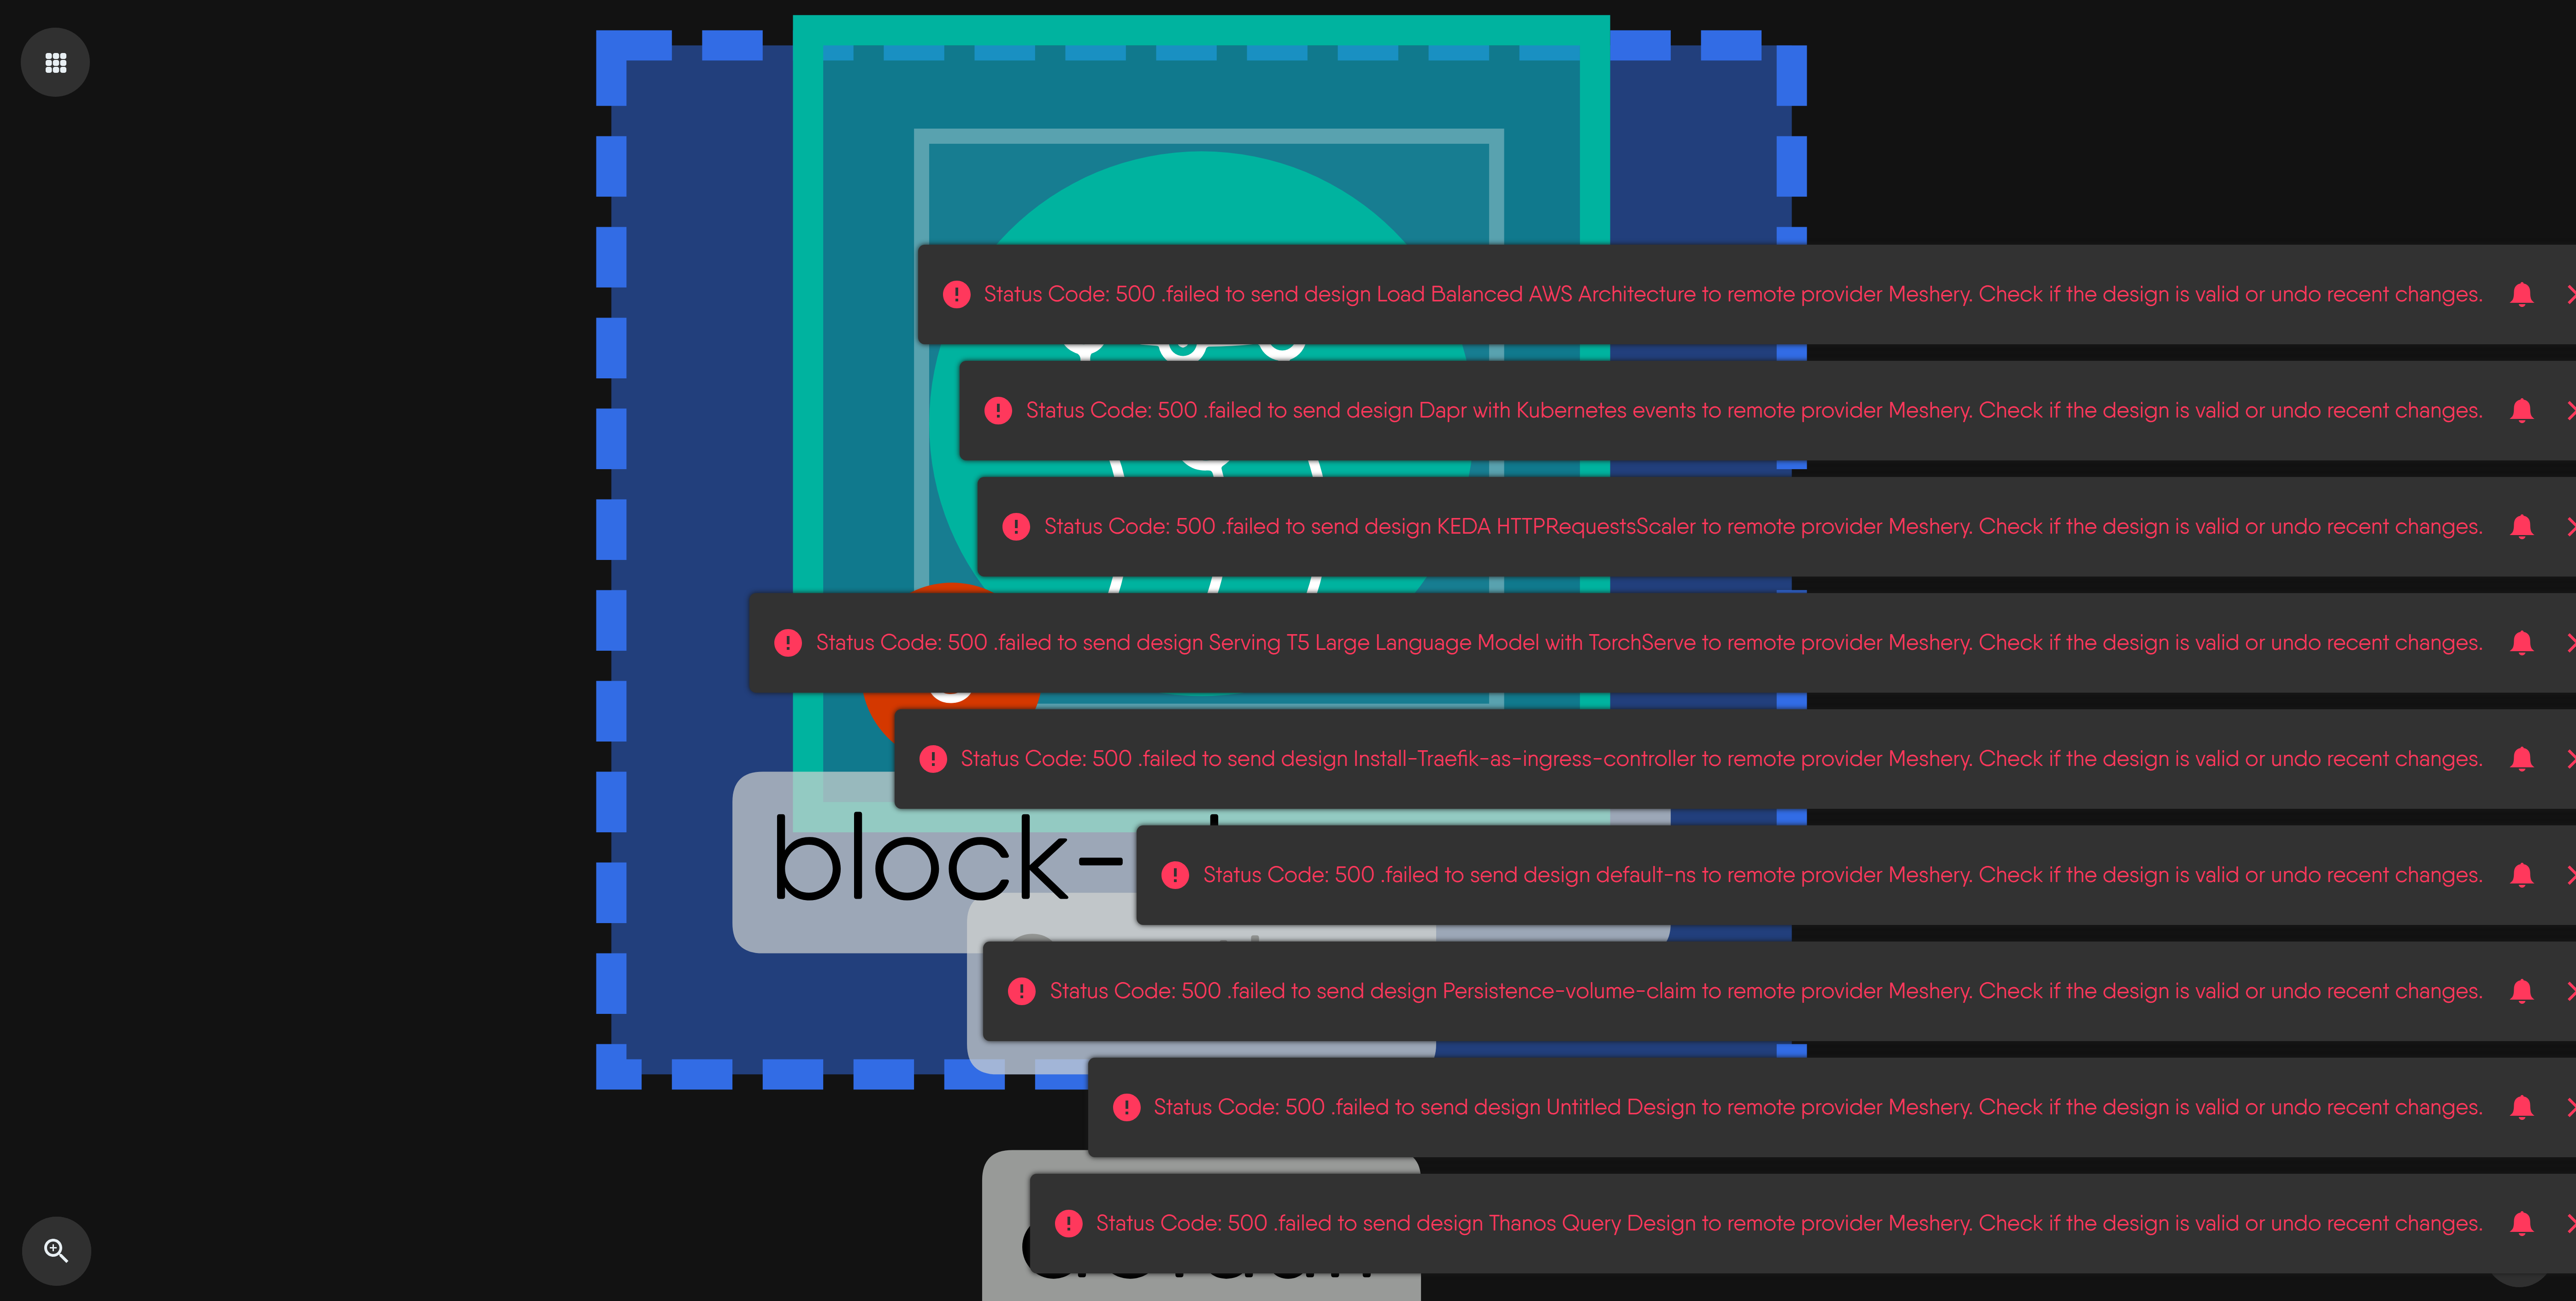 Status Code: 500 .failed to send design Load Balanced AWS Architecture to remote provider Meshery. Check if the design is valid or undo recent changes.
Status Code: 500 .failed to send design Dapr with Kubernetes events to remote provider Meshery. Check if the design is valid or undo recent changes.
Status Code: 500 .failed to send design KEDA HTTPRequestsScaler to remote provider Meshery. Check if the design is valid or undo recent changes.
Status Code: 500 .failed to send design Serving T5 Large Language Model with TorchServe to remote provider Meshery. Check if the design is valid or undo recent changes.
Status Code: 500 .failed to send design Install-Traefik-as-ingress-controller to remote provider Meshery. Check if the design is valid or undo recent changes.
block-
Status Code: 500 .failed to send design default-ns to remote provider Meshery. Check if the design is valid or undo recent changes.
Status Code: 500 .failed to send design Persistence-volume-claim to remote provider Meshery. Check if the design is valid or undo recent changes.
Status Code: 500 .failed to send design Untitled Design to remote provider Meshery. Check if the design is valid or undo recent changes.
Status Code: 500 .failed to send design Thanos Query Design to remote provider Meshery. Check if the design is valid or undo recent changes.